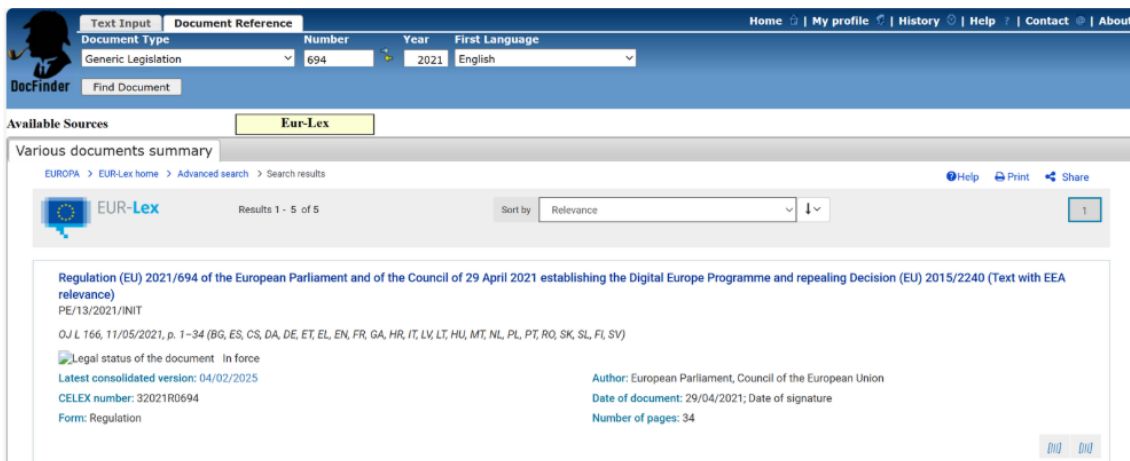 Text Input Document Reference Home | My profile | History | Help ? | Contact @ | About
Document Type Number Year First Language
Generic Legislation 694 2021 English
DocFinder Find Document
Available Sources Eur-Lex
Various documents summary
EUROPA > EUR-Lex home > Advanced search > Search results ?Help Print Share
EUR-Lex Results 1 - 5 of 5 Sort by Relevance 1
Regulation (EU) 2021/694 of the European Parliament and of the Council of 29 April 2021 establishing the Digital Europe Programme and repealing Decision (EU) 2015/2240 (Text with EEA
relevance)
PE/13/2021/INIT
OJ L 166, 11/05/2021, p. 1–34 (BG, ES, CS, DA, DE, ET, EL, EN, FR, GA, HR, IT, LV, LT, HU, MT, NL, PL, PT, RO, SK, SL, FI, SV)
Legal status of the document In force
Latest consolidated version: 04/02/2025 Author: European Parliament, Council of the European Union
CELEX number: 32021R0694 Date of document: 29/04/2021; Date of signature
Form: Regulation Number of pages: 34